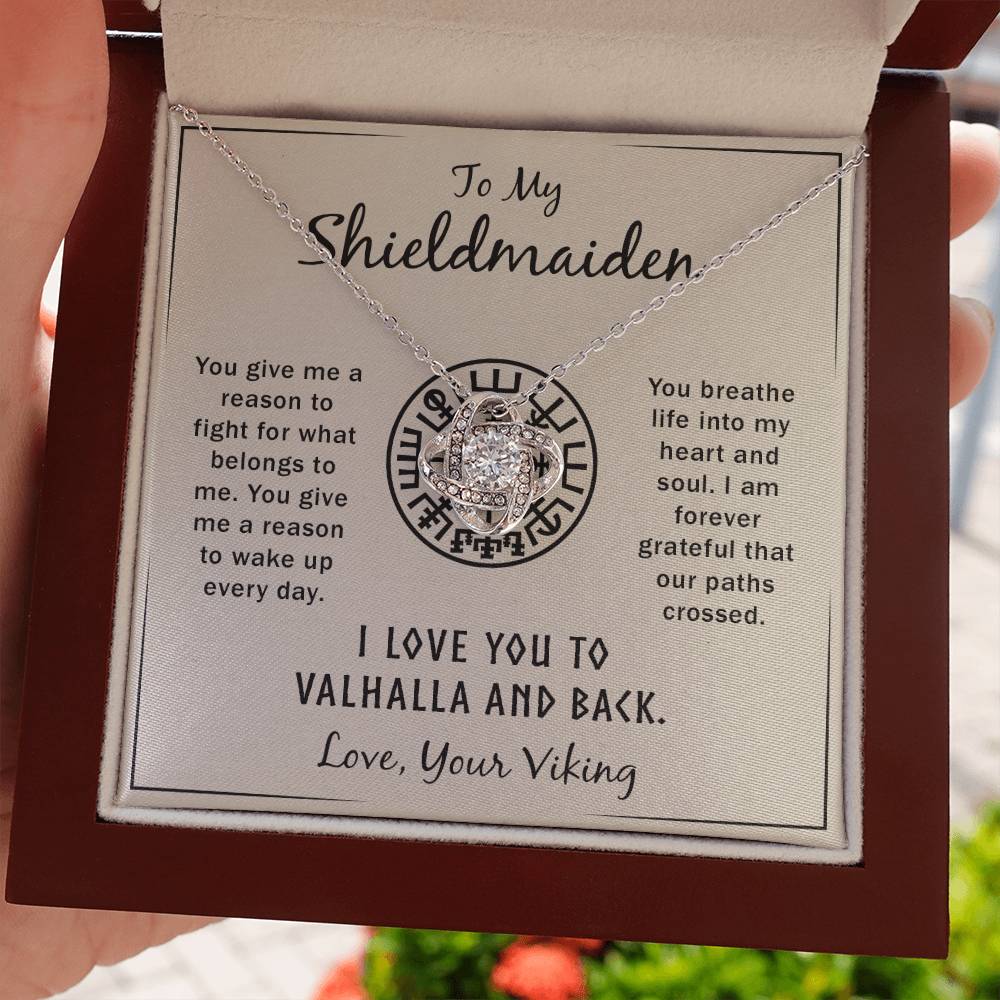 To My
Shieldmaiden
You give me a
reason to
fight for what
belongs to
me. You give
me a reason
to wake up
every day.
You breathe
life into my
heart and
soul. I am
forever
grateful that
our paths
crossed.
I LOVE YOU TO
VALHALLA AND BACK.
Love, Your Viking